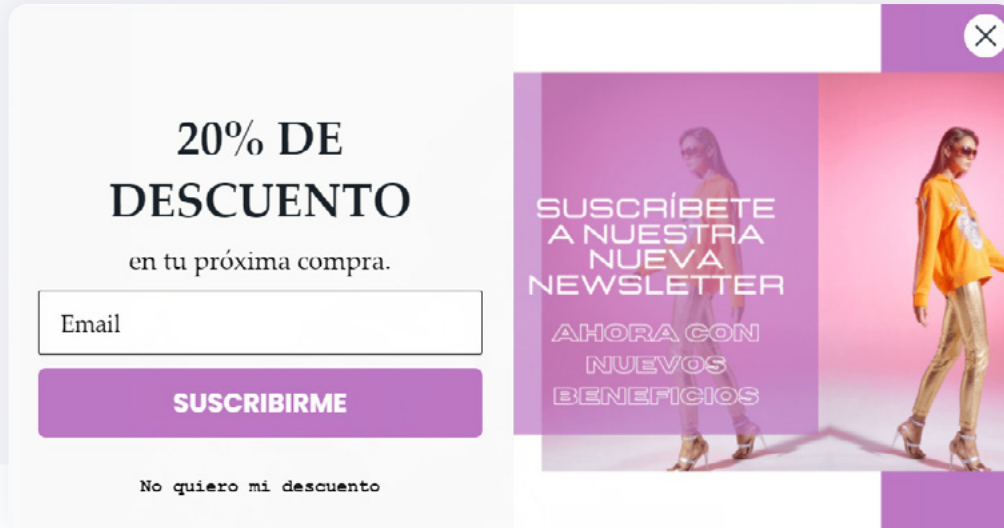 20% DE
DESCUENTO
en tu próxima compra.
Email
SUSCRIBIRME
No quiero mi descuento
SUSCRÍBETE
A NUESTRA
NUEVA
NEWSLETTER
AHORA CON
NUEVOS
BENEFICIOS